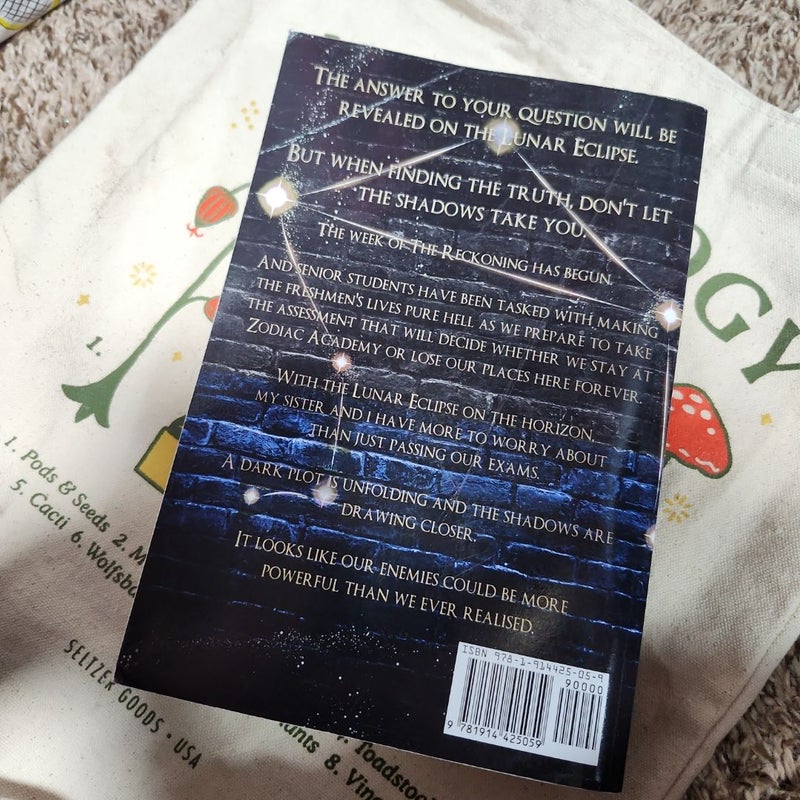 THE ANSWER TO YOUR QUESTION WILL BE
REVEALED ON THE LUNAR ECLIPSE.
BUT WHEN FINDING THE TRUTH, DON'T LET
THE SHADOWS TAKE YOU.
THE WEEK OF THE RECKONING HAS BEGUN.
AND SENIOR STUDENTS HAVE BEEN TASKED WITH MAKING
THE FRESHMEN'S LIVES PURE HELL AS WE PREPARE TO TAKE
THE ASSESSMENT THAT WILL DECIDE WHETHER WE STAY AT
ZODIAC ACADEMY OR LOSE OUR PLACES HERE FOREVER.
WITH THE LUNAR ECLIPSE ON THE HORIZON,
MY SISTER AND I HAVE MORE TO WORRY ABOUT
THAN JUST PASSING OUR EXAMS.
A DARK PLOT IS UNFOLDING AND THE SHADOWS ARE
DRAWING CLOSER.
IT LOOKS LIKE OUR ENEMIES COULD BE MORE
POWERFUL THAN WE EVER REALISED.
ISBN 978-1-914425-05-9
90000
9 781914 425059
OGY
1.
1. Pods & Seeds 2. M
5. Cacti 6. Wolfsba
SELTZER GOODS • USA
Toadstoo
ants 8. Vin